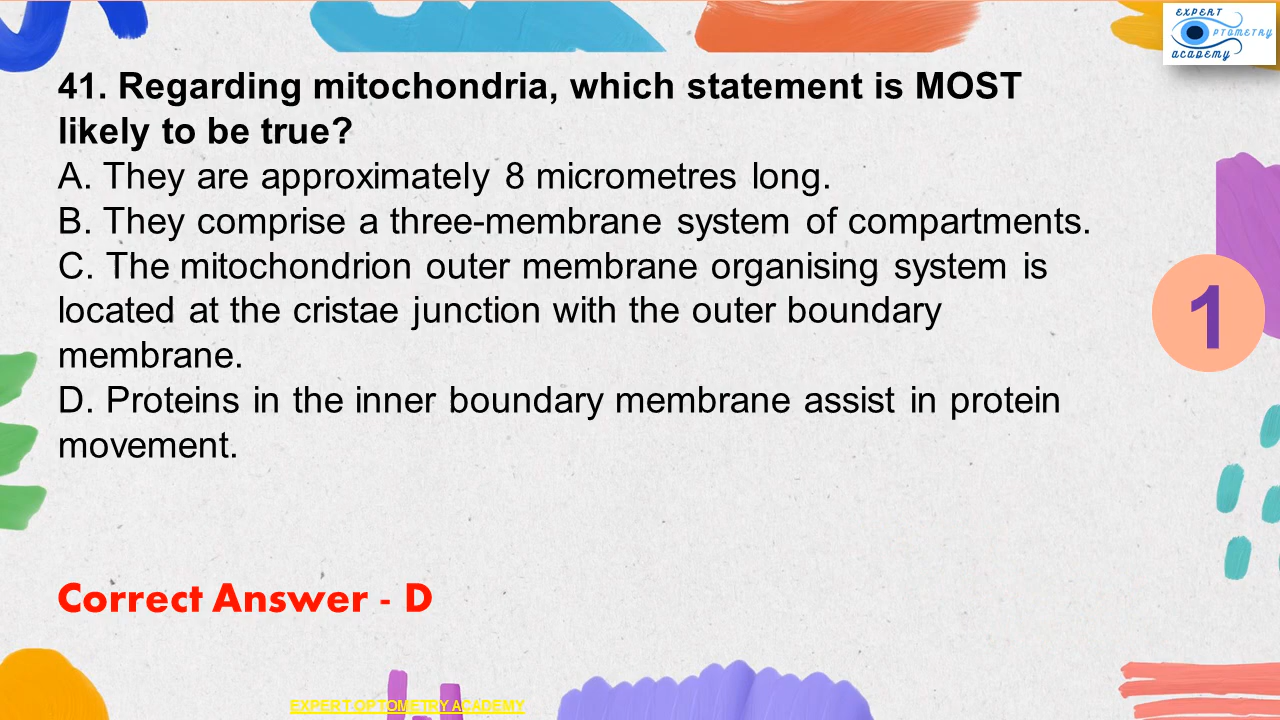 EXPERT
PTOMETRY
academy
41. Regarding mitochondria, which statement is MOST
likely to be true?
A. They are approximately 8 micrometres long.
B. They comprise a three-membrane system of compartments.
C. The mitochondrion outer membrane organising system is
located at the cristae junction with the outer boundary
membrane.
D. Proteins in the inner boundary membrane assist in protein
movement.
1
Correct Answer - D
EXPERT OPTOMETRY ACADEMY